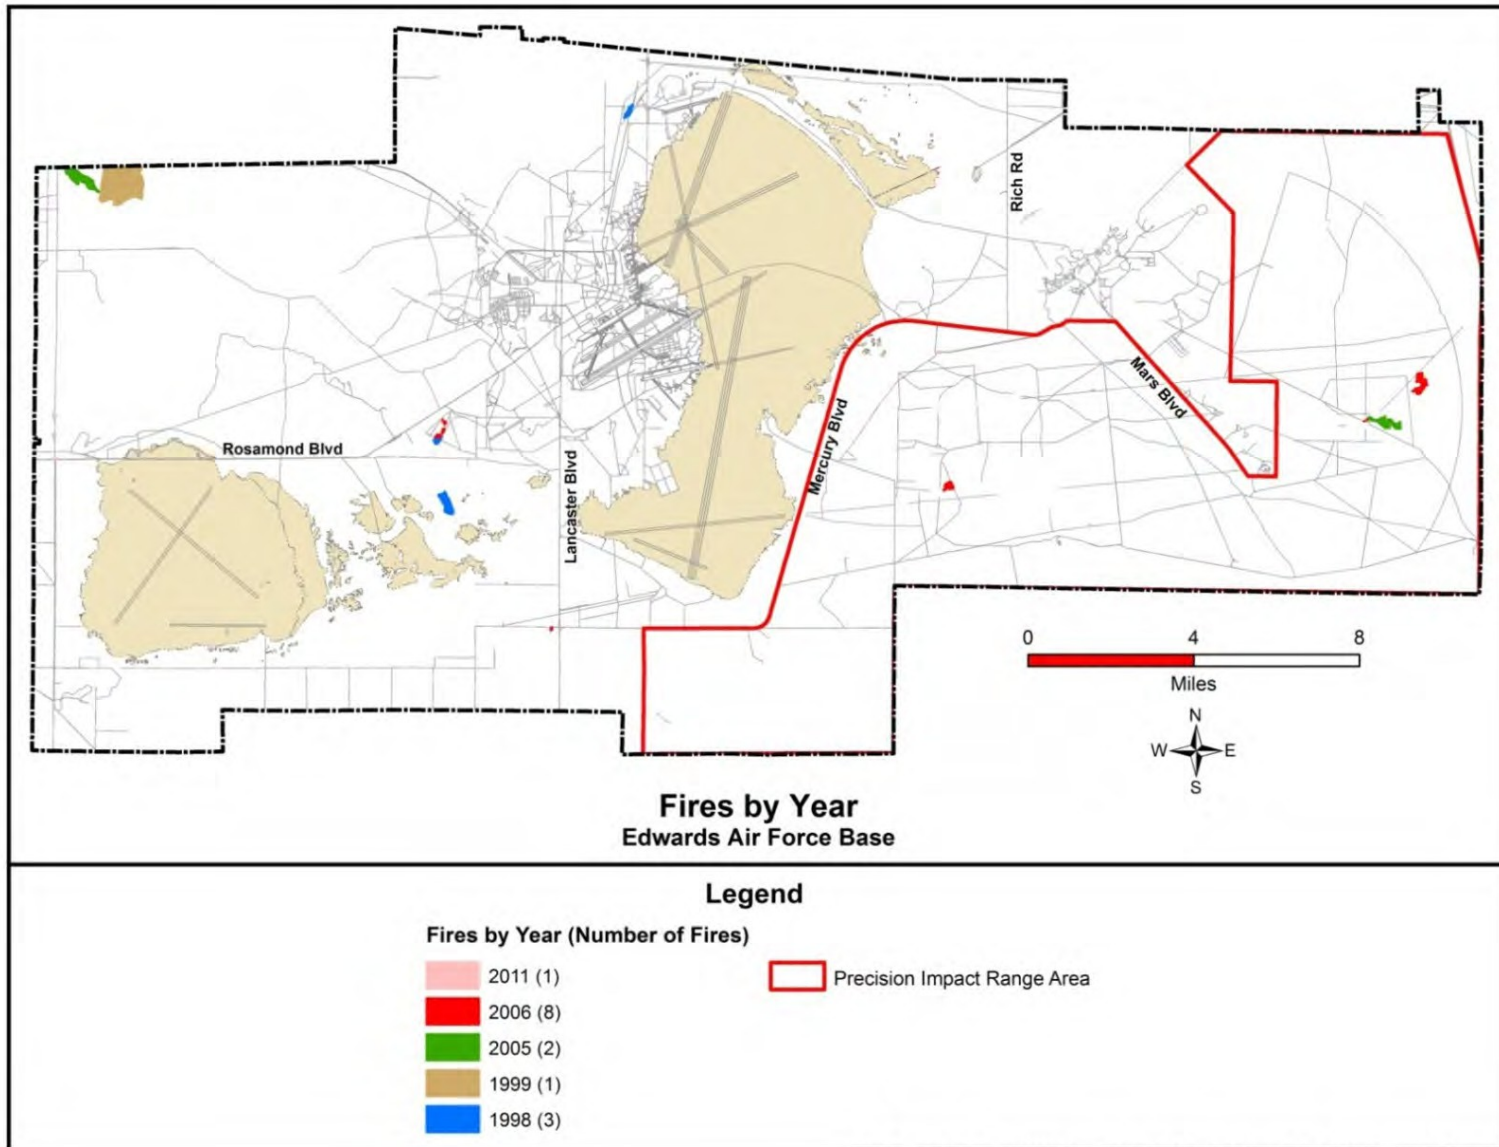 Rich Rd
Mars Blvd
Mercury Blvd
Rosamond Blvd
Lancaster Blvd
0 4 8
Miles
N
W E
S
Fires by Year
Edwards Air Force Base
Legend
Fires by Year (Number of Fires)
2011 (1)
2006 (8)
2005 (2)
1999 (1)
1998 (3)
Precision Impact Range Area